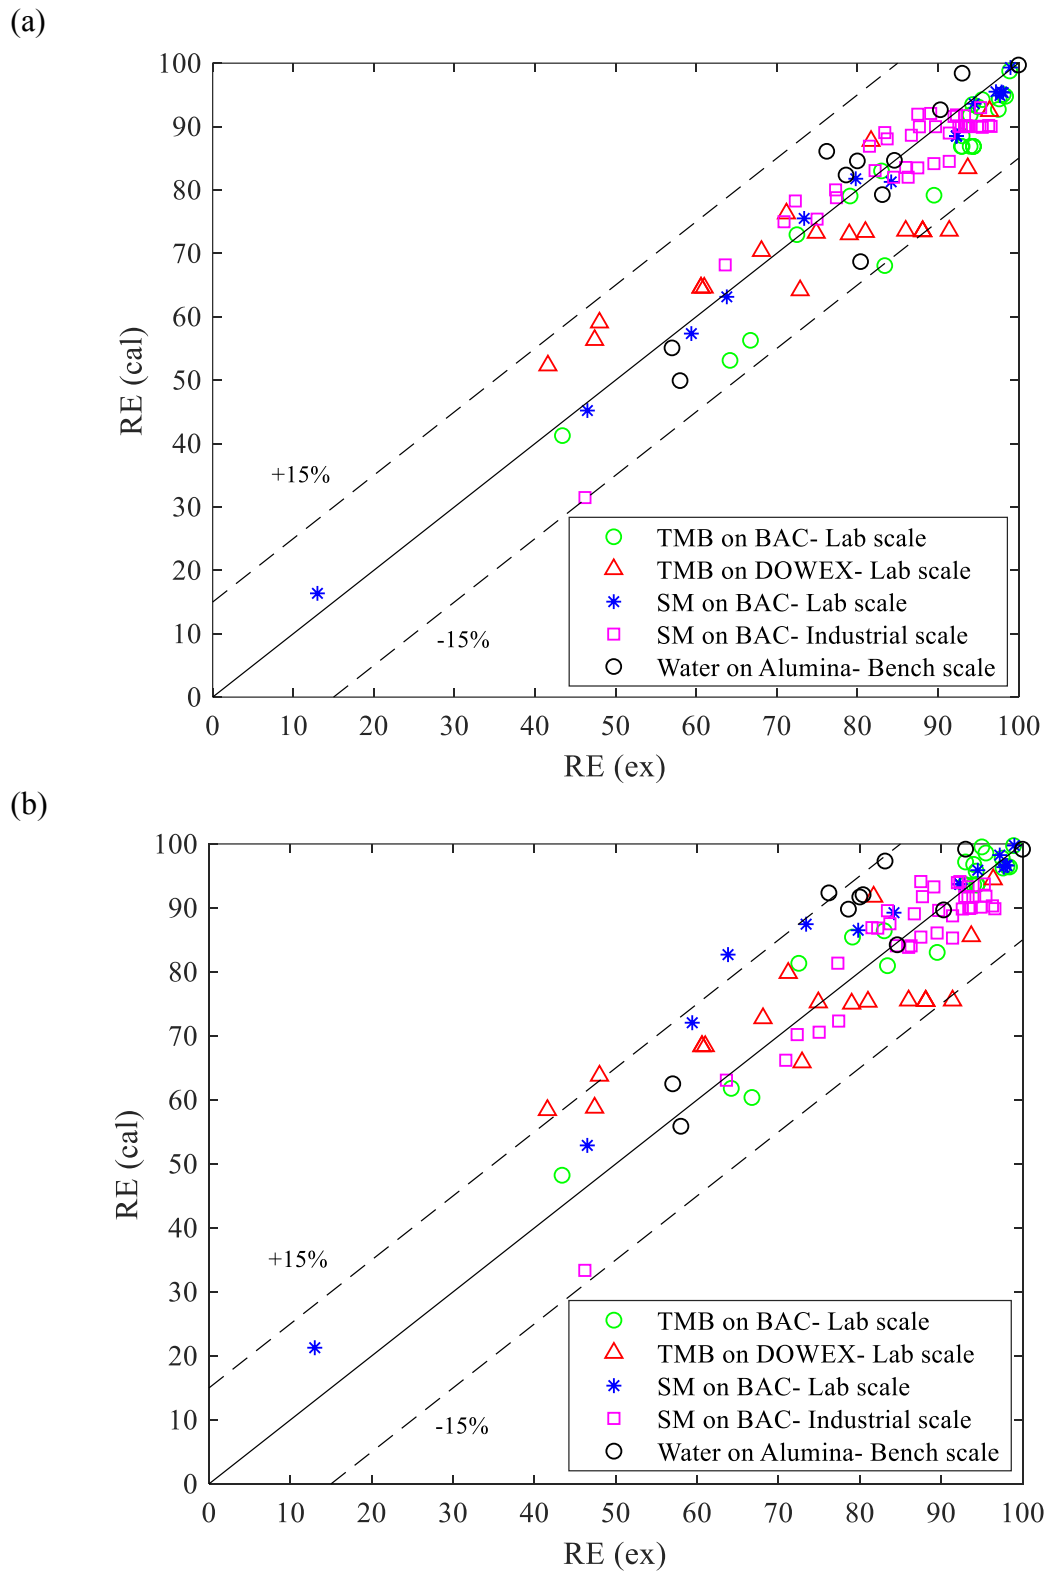 (a)
100
90
80
70
60
50
40
30
20
10
0
RE (cal)
+15%
-15%
TMB on BAC- Lab scale
TMB on DOWEX- Lab scale
SM on BAC- Lab scale
SM on BAC- Industrial scale
Water on Alumina- Bench scale
0 10 20 30 40 50 60 70 80 90 100
RE (ex)
(b)
100
90
80
70
60
50
40
30
20
10
0
RE (cal)
+15%
-15%
TMB on BAC- Lab scale
TMB on DOWEX- Lab scale
SM on BAC- Lab scale
SM on BAC- Industrial scale
Water on Alumina- Bench scale
0 10 20 30 40 50 60 70 80 90 100
RE (ex)